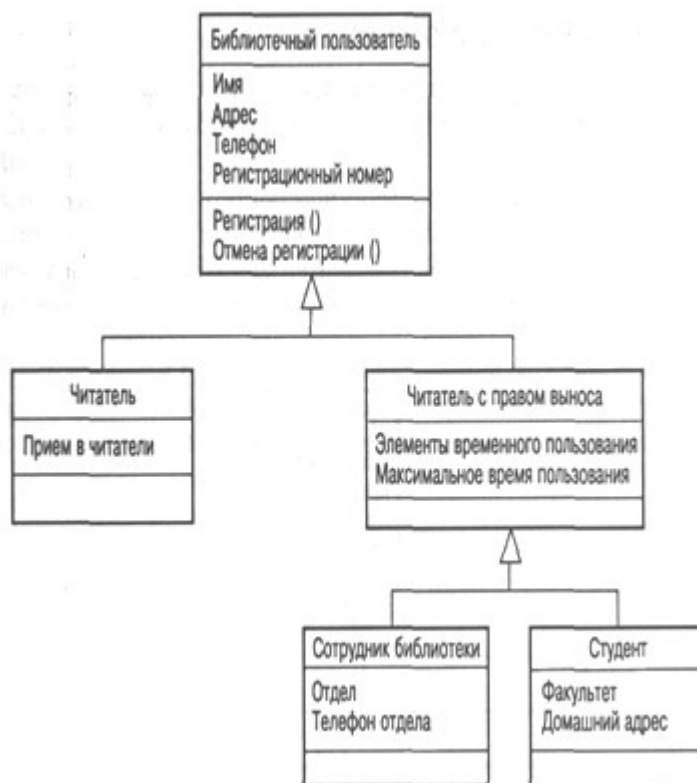 Библиотечный пользователь
Имя
Адрес
Телефон
Регистрационный номер
Регистрация ()
Отмена регистрации ()
Читатель
Прием в читатели
Читатель с правом выноса
Элементы временного пользования
Максимальное время пользования
Сотрудник библиотеки
Отдел
Телефон отдела
Студент
Факультет
Домашний адрес